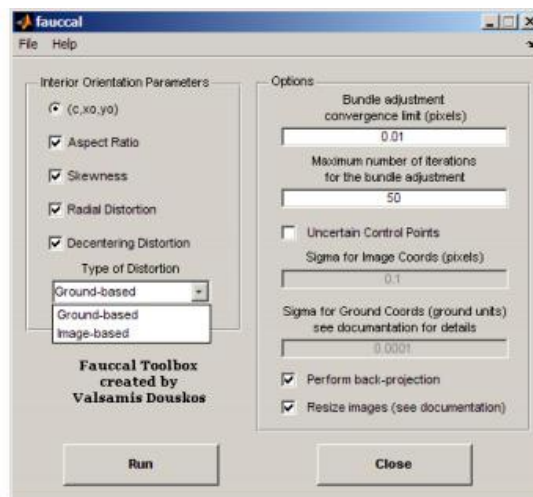 fauccal
File Help
Interior Orientation Parameters
(c,xo,yo)
Aspect Ratio
Skewness
Radial Distortion
Decentering Distortion
Type of Distortion
Ground-based
Ground-based
Image-based
Fauccal Toolbox
created by
Valsamis Douskos
Options
Bundle adjustment
convergence limit (pixels)
0.01
Maximum number of iterations
for the bundle adjustment
50
Uncertain Control Points
Sigma for Image Coords (pixels)
0.1
Sigma for Ground Coords (ground units)
see documantation for details
0.0001
Perform back-projection
Resize images (see documentation)
Run
Close